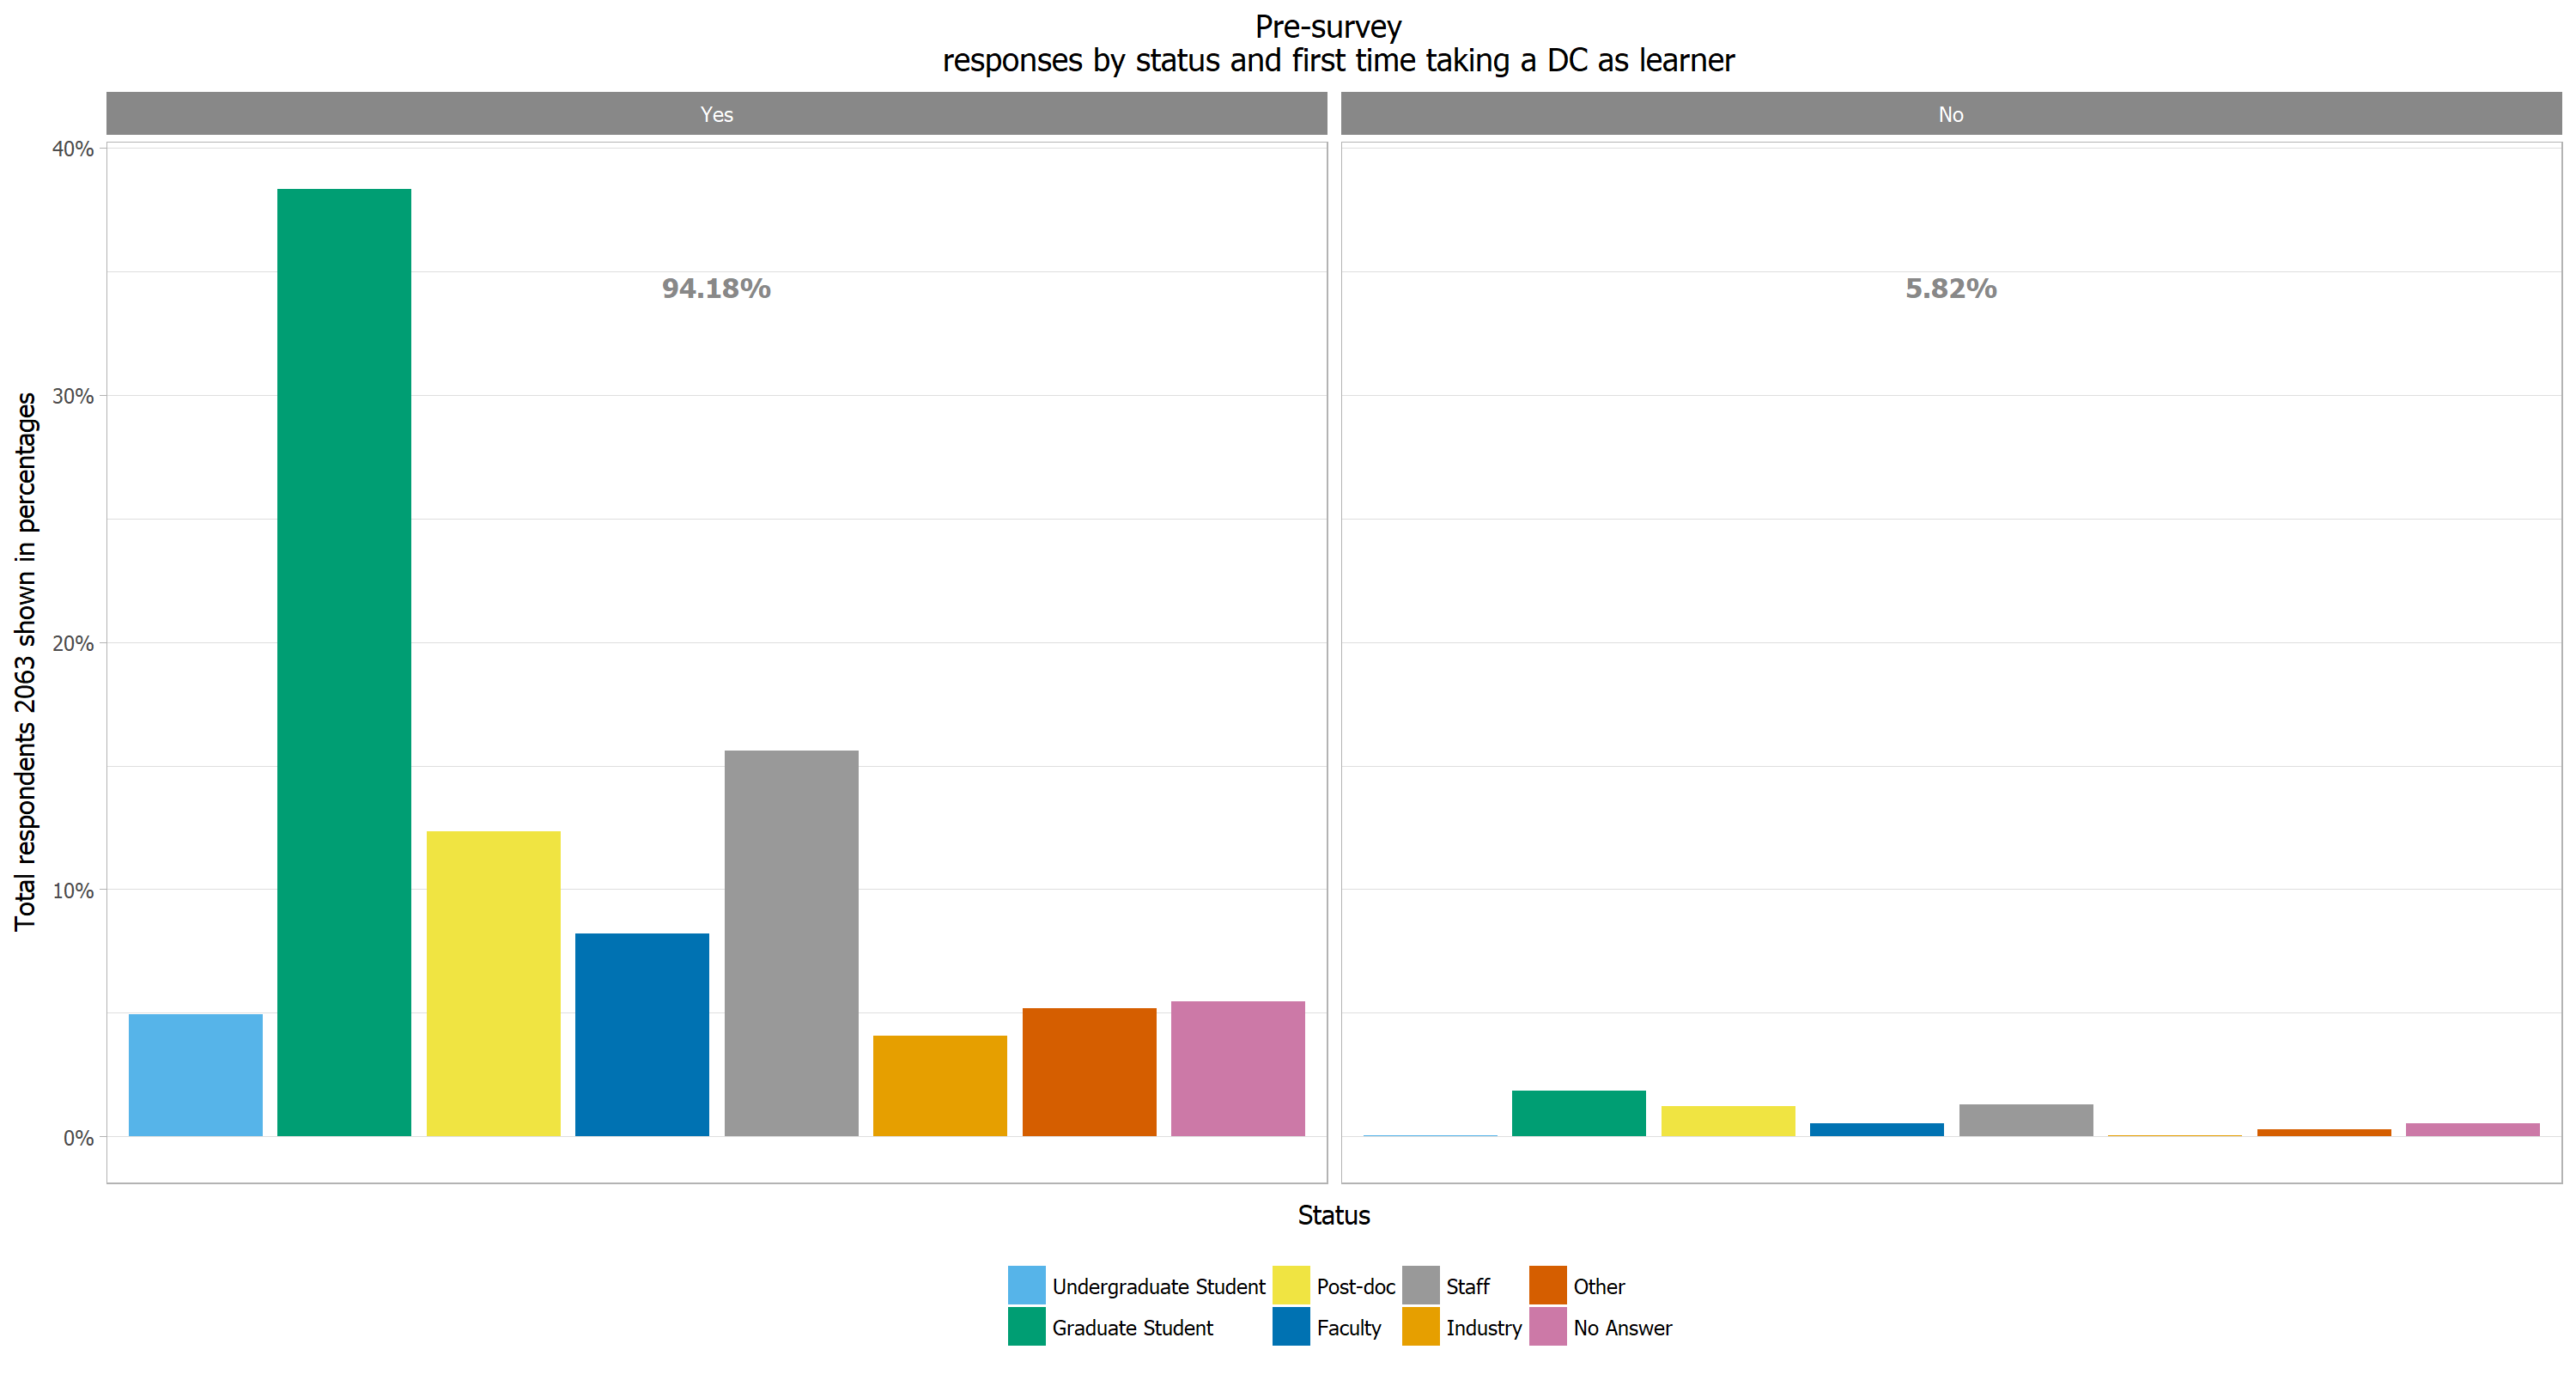 Pre-survey
responses by status and first time taking a DC as learner
Yes
No
40%
30%
20%
10%
0%
Total respondents 2063 shown in percentages
94.18%
5.82%
Status
Undergraduate Student
Post-doc
Staff
Other
Graduate Student
Faculty
Industry
No Answer